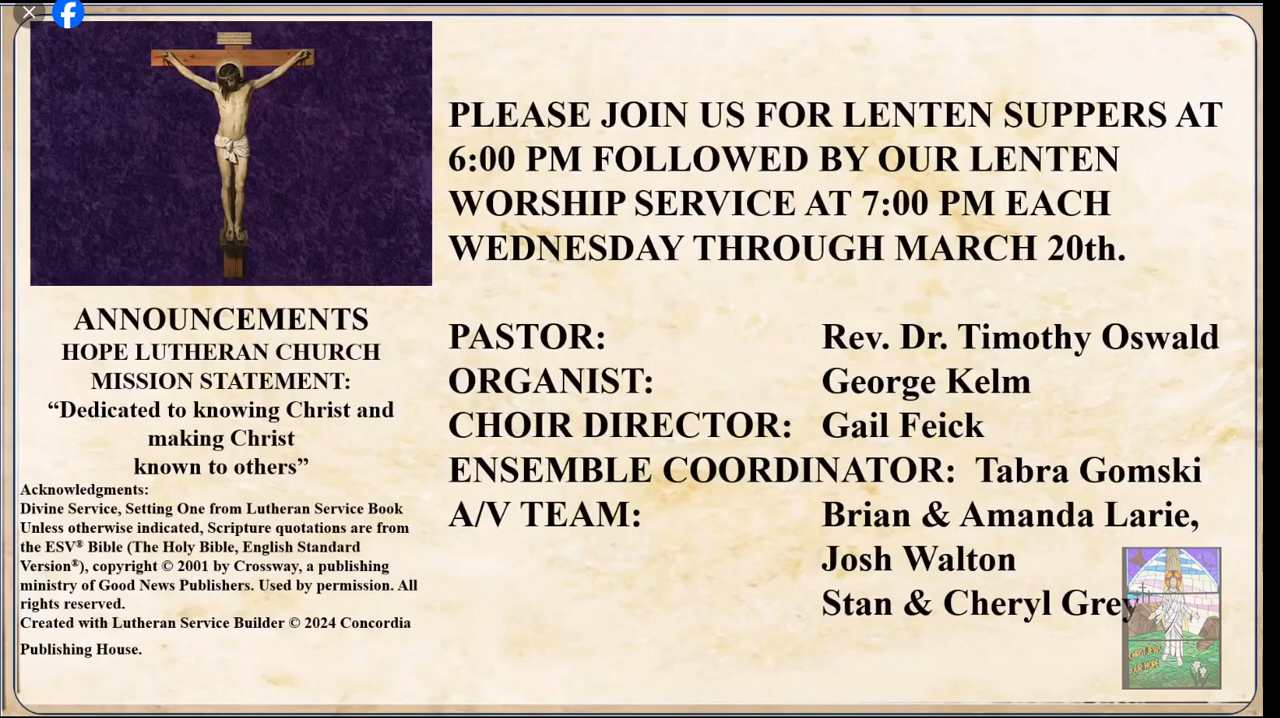 PLEASE JOIN US FOR LENTEN SUPPERS AT
6:00 PM FOLLOWED BY OUR LENTEN
WORSHIP SERVICE AT 7:00 PM EACH
WEDNESDAY THROUGH MARCH 20th.
ANNOUNCEMENTS
HOPE LUTHERAN CHURCH
MISSION STATEMENT:
“Dedicated to knowing Christ and
making Christ
known to others”
Acknowledgments:
Divine Service, Setting One from Lutheran Service Book
Unless otherwise indicated, Scripture quotations are from
the ESV® Bible (The Holy Bible, English Standard
Version®), copyright © 2001 by Crossway, a publishing
ministry of Good News Publishers. Used by permission. All
rights reserved.
Created with Lutheran Service Builder © 2024 Concordia
Publishing House.
PASTOR: Rev. Dr. Timothy Oswald
ORGANIST: George Kelm
CHOIR DIRECTOR: Gail Feick
ENSEMBLE COORDINATOR: Tabra Gomski
A/V TEAM: Brian & Amanda Larie,
Josh Walton
Stan & Cheryl Grey
CHRIST JESUS
OUR HOPE